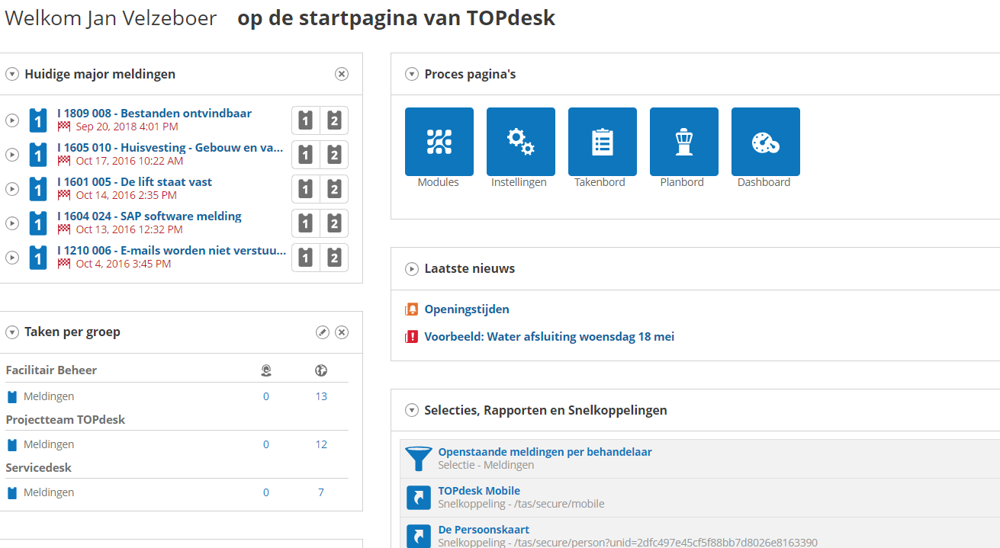 Welkom Jan Velzeboer op de startpagina van TOPdesk
Huidige major meldingen
1 I 1809 008 - Bestanden ontvindbaar
Sep 20, 2018 4:01 PM
1 2
1 I 1605 010 - Huisvesting - Gebouw en va...
Oct 17, 2016 10:22 AM
1 2
1 I 1601 005 - De lift staat vast
Oct 14, 2016 2:35 PM
1 2
1 I 1604 024 - SAP software melding
Oct 13, 2016 12:32 PM
1 2
1 I 1210 006 - E-mails worden niet verstuu...
Oct 4, 2016 3:45 PM
1 2
Taken per groep
Facilitair Beheer
Meldingen 0 13
Projectteam TOPdesk
Meldingen 0 12
Servicedesk
Meldingen 0 7
Proces pagina's
Modules Instellingen Takenbord Planbord Dashboard
Laatste nieuws
Openingstijden
Voorbeeld: Water afsluiting woensdag 18 mei
Selecties, Rapporten en Snelkoppelingen
Openstaande meldingen per behandelaar
Selectie - Meldingen
TOPdesk Mobile
Snelkoppeling - /tas/secure/mobile
De Persoonskaart
Snelkoppeling - /tas/secure/person?unid=2dfc497e45cf5f88bb7d8026e8163390